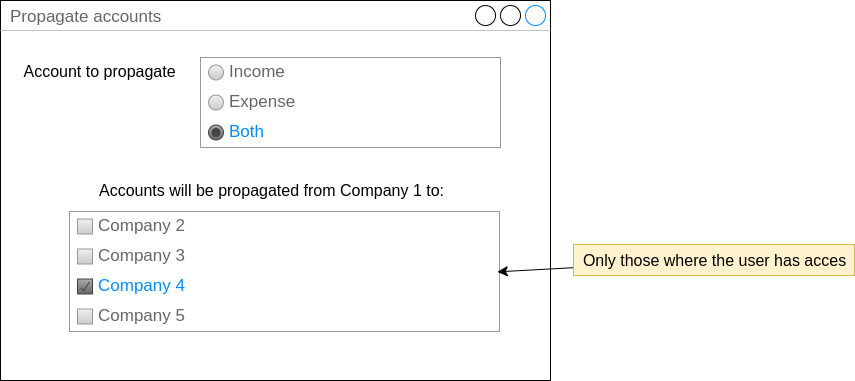 Propagate accounts
Account to propagate
Income
Expense
Both
Accounts will be propagated from Company 1 to:
Company 2
Company 3
Company 4
Company 5
Only those where the user has acces